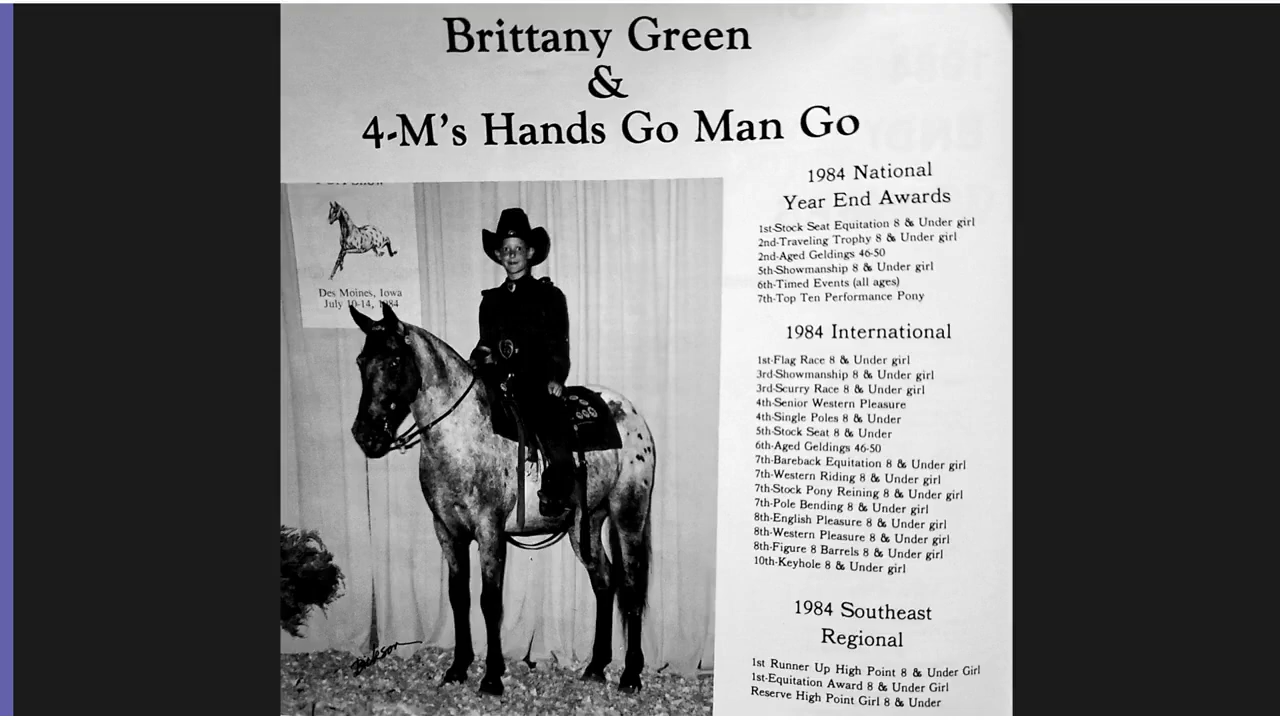 Brittany Green
&
4-M's Hands Go Man Go
Des Moines, Iowa
July 10-14, 1984
Dickson
1984 National
Year End Awards
1st-Stock Seat Equitation 8 & Under girl
2nd-Traveling Trophy 8 & Under girl
2nd-Aged Geldings 46-50
5th-Showmanship 8 & Under girl
6th-Timed Events (all ages)
7th-Top Ten Performance Pony
1984 International
1st-Flag Race 8 & Under girl
3rd-Showmanship 8 & Under girl
3rd-Scurry Race 8 & Under girl
4th-Senior Western Pleasure
4th-Single Poles 8 & Under
5th-Stock Seat 8 & Under
6th-Aged Geldings 46-50
7th-Bareback Equitation 8 & Under girl
7th-Western Riding 8 & Under girl
7th-Stock Pony Reining 8 & Under girl
7th-Pole Bending 8 & Under girl
8th-English Pleasure 8 & Under girl
8th-Western Pleasure 8 & Under girl
8th-Figure 8 Barrels 8 & Under girl
10th-Keyhole 8 & Under girl
1984 Southeast
Regional
1st Runner Up High Point 8 & Under Girl
1st-Equitation Award 8 & Under Girl
Reserve High Point Girl 8 & Under